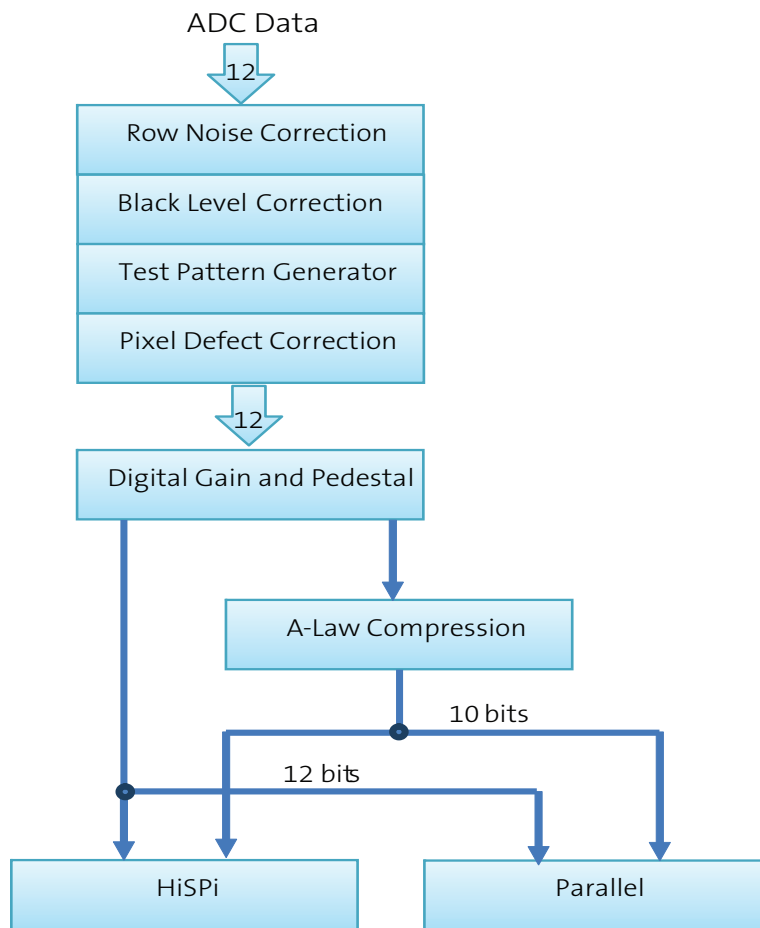 ADC Data
12
Row Noise Correction
Black Level Correction
Test Pattern Generator
Pixel Defect Correction
12
Digital Gain and Pedestal
A-Law Compression
10 bits
12 bits
HiSPi
Parallel